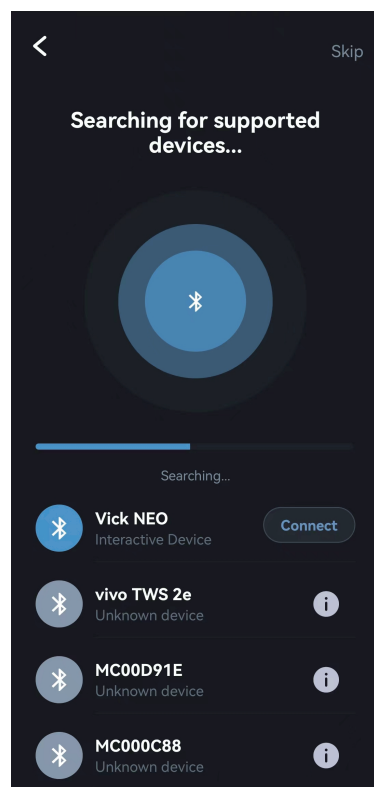 Skip
Searching for supported
devices...
Searching...
Vick NEO
Interactive Device
Connect
vivo TWS 2e
Unknown device
MC00D91E
Unknown device
MC000C88
Unknown device